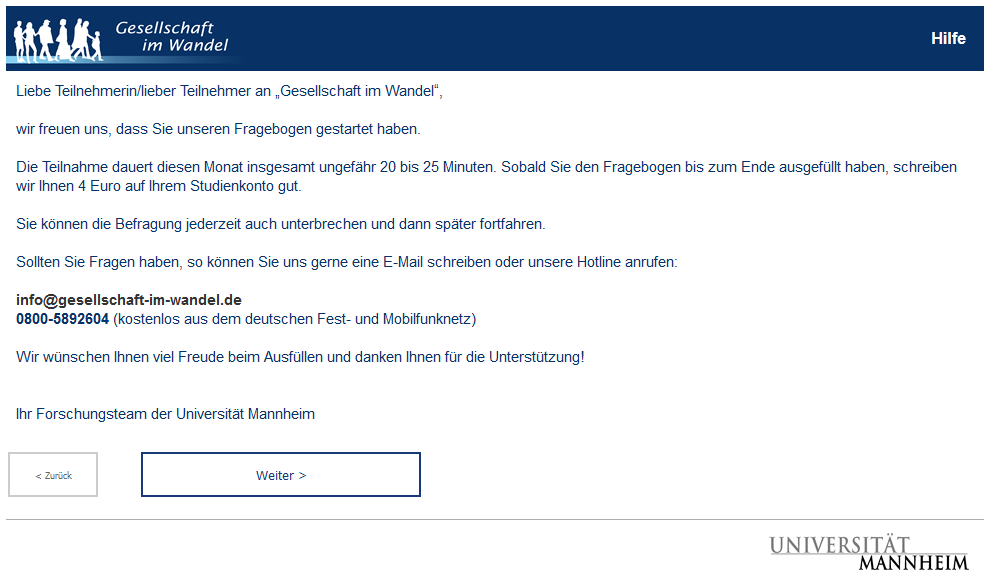 Gesellschaft
im Wandel
Hilfe
Liebe Teilnehmerin/lieber Teilnehmer an „Gesellschaft im Wandel“,
wir freuen uns, dass Sie unseren Fragebogen gestartet haben.
Die Teilnahme dauert diesen Monat insgesamt ungefähr 20 bis 25 Minuten. Sobald Sie den Fragebogen bis zum Ende ausgefüllt haben, schreiben
wir Ihnen 4 Euro auf Ihrem Studienkonto gut.
Sie können die Befragung jederzeit auch unterbrechen und dann später fortfahren.
Sollten Sie Fragen haben, so können Sie uns gerne eine E-Mail schreiben oder unsere Hotline anrufen:
info@gesellschaft-im-wandel.de
0800-5892604 (kostenlos aus dem deutschen Fest- und Mobilfunknetz)
Wir wünschen Ihnen viel Freude beim Ausfüllen und danken Ihnen für die Unterstützung!
Ihr Forschungsteam der Universität Mannheim
< Zurück
Weiter >
UNIVERSITÄT
MANNHEIM